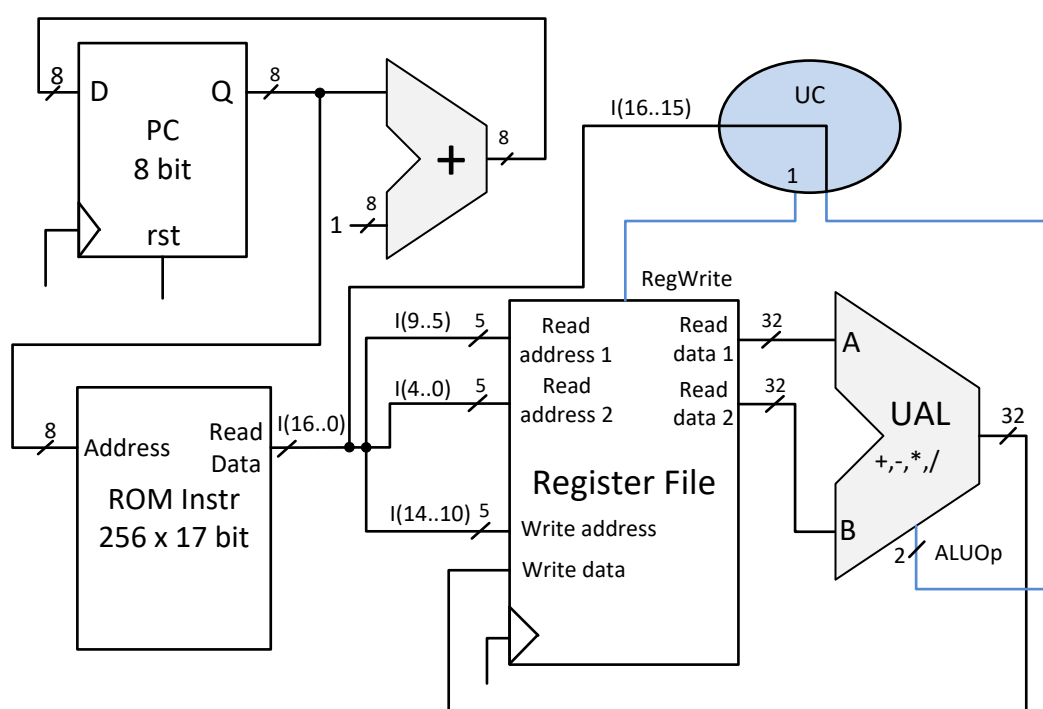 8
D
Q
8
PC
8 bit
rst
8
1
+
8
I(16..15)
UC
1
RegWrite
I(9..5)
5
Read
address 1
Read
data 1
32
A
I(4..0)
5
Read
address 2
Read
data 2
32
UAL
+,-,*,/
32
8
Address
Read
Data
I(16..0)
ROM Instr
256 x 17 bit
Register File
I(14..10)
5
Write address
Write data
B
2
ALUOp